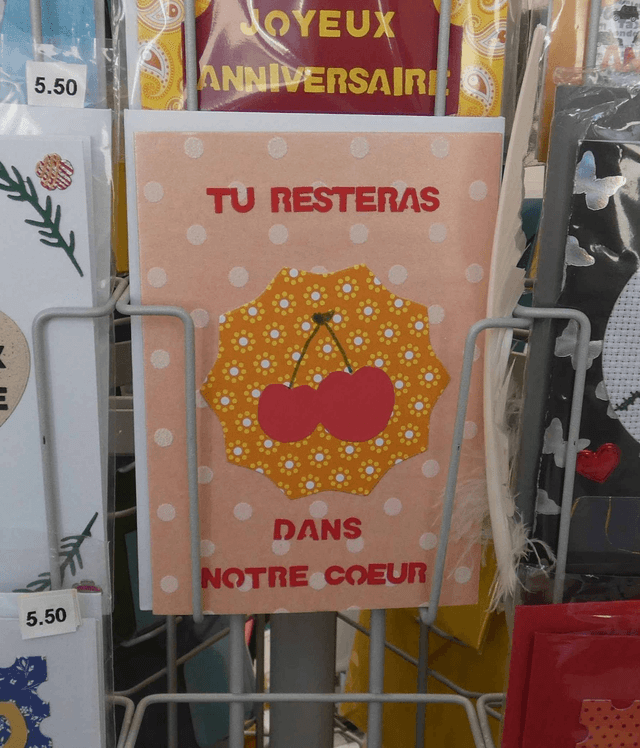 JOYEUX
ANNIVERSAIRE
5.50
TU RESTERAS
DANS
NOTRE COEUR
5.50